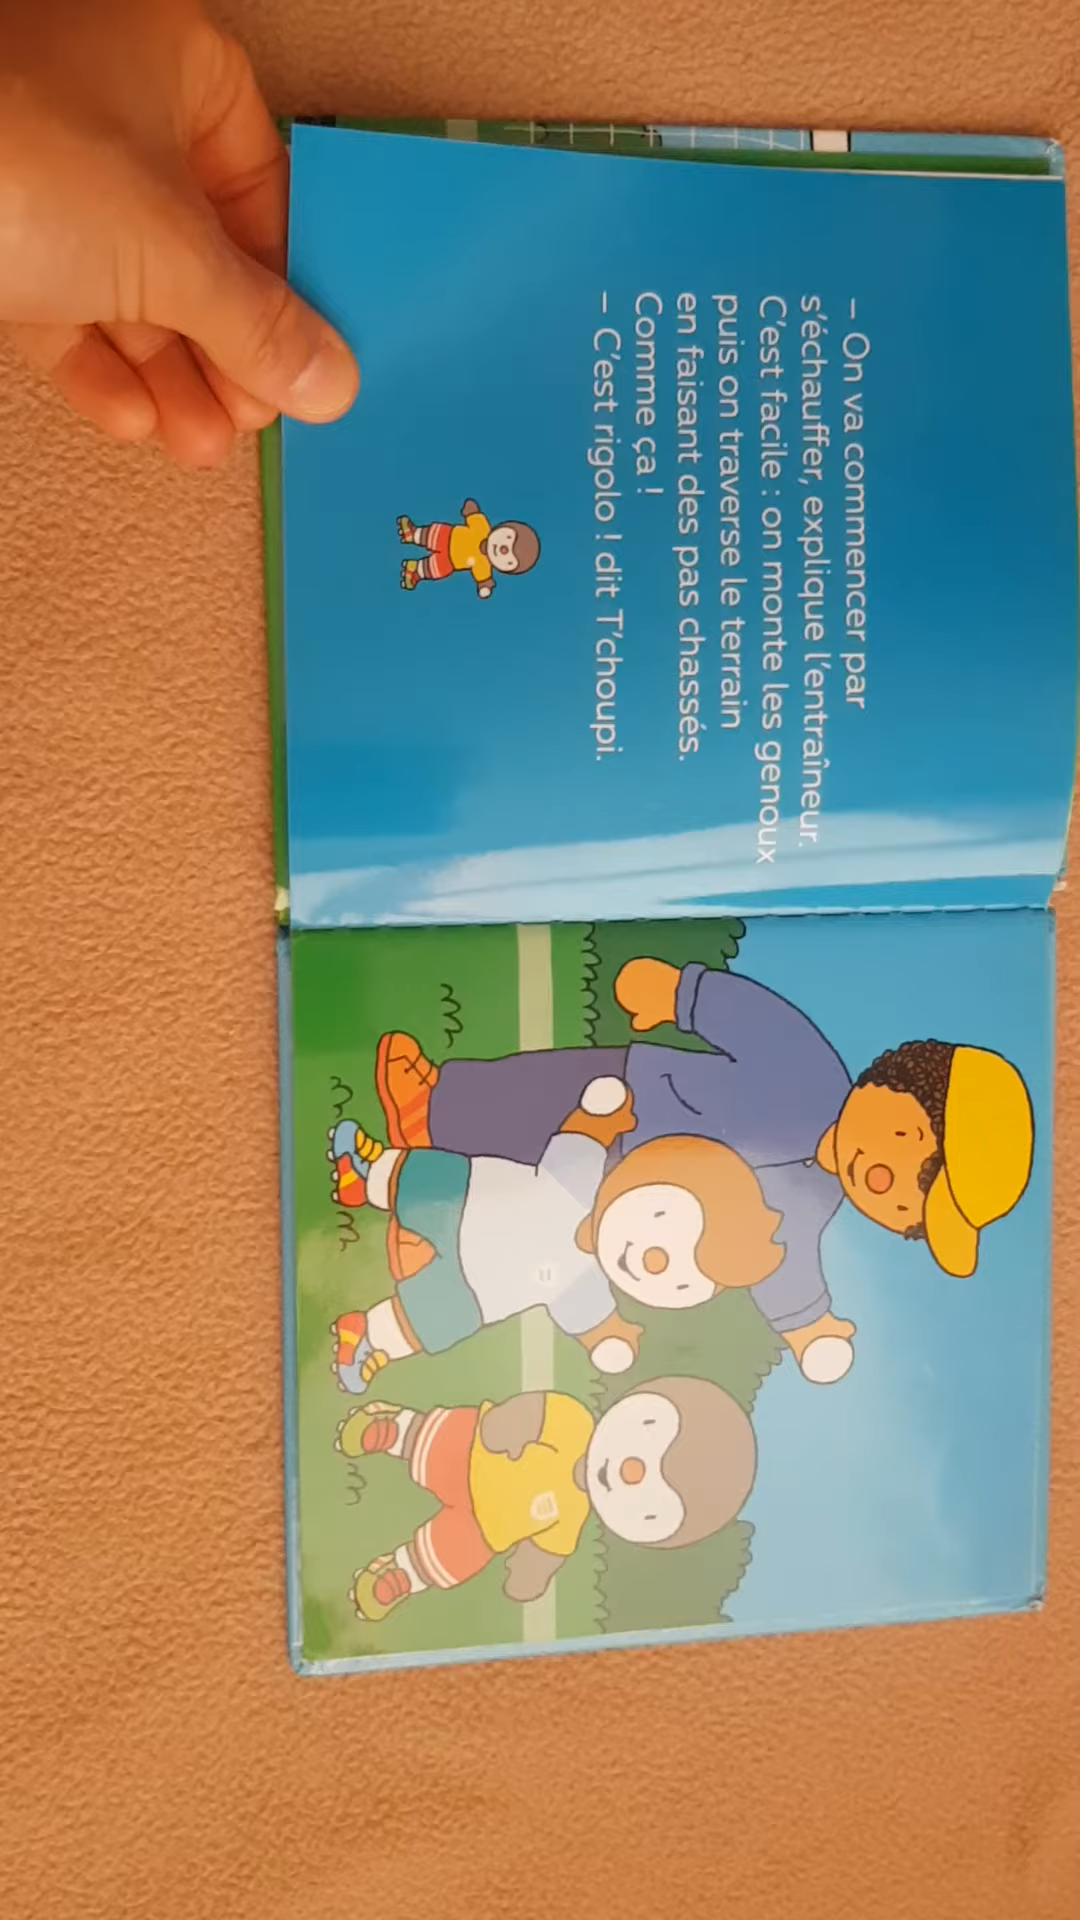 – On va commencer par
s'échauffer, explique l'entraîneur.
C'est facile : on monte les genoux
puis on traverse le terrain
en faisant des pas chassés.
Comme ça !
– C'est rigolo ! dit T'choupi.